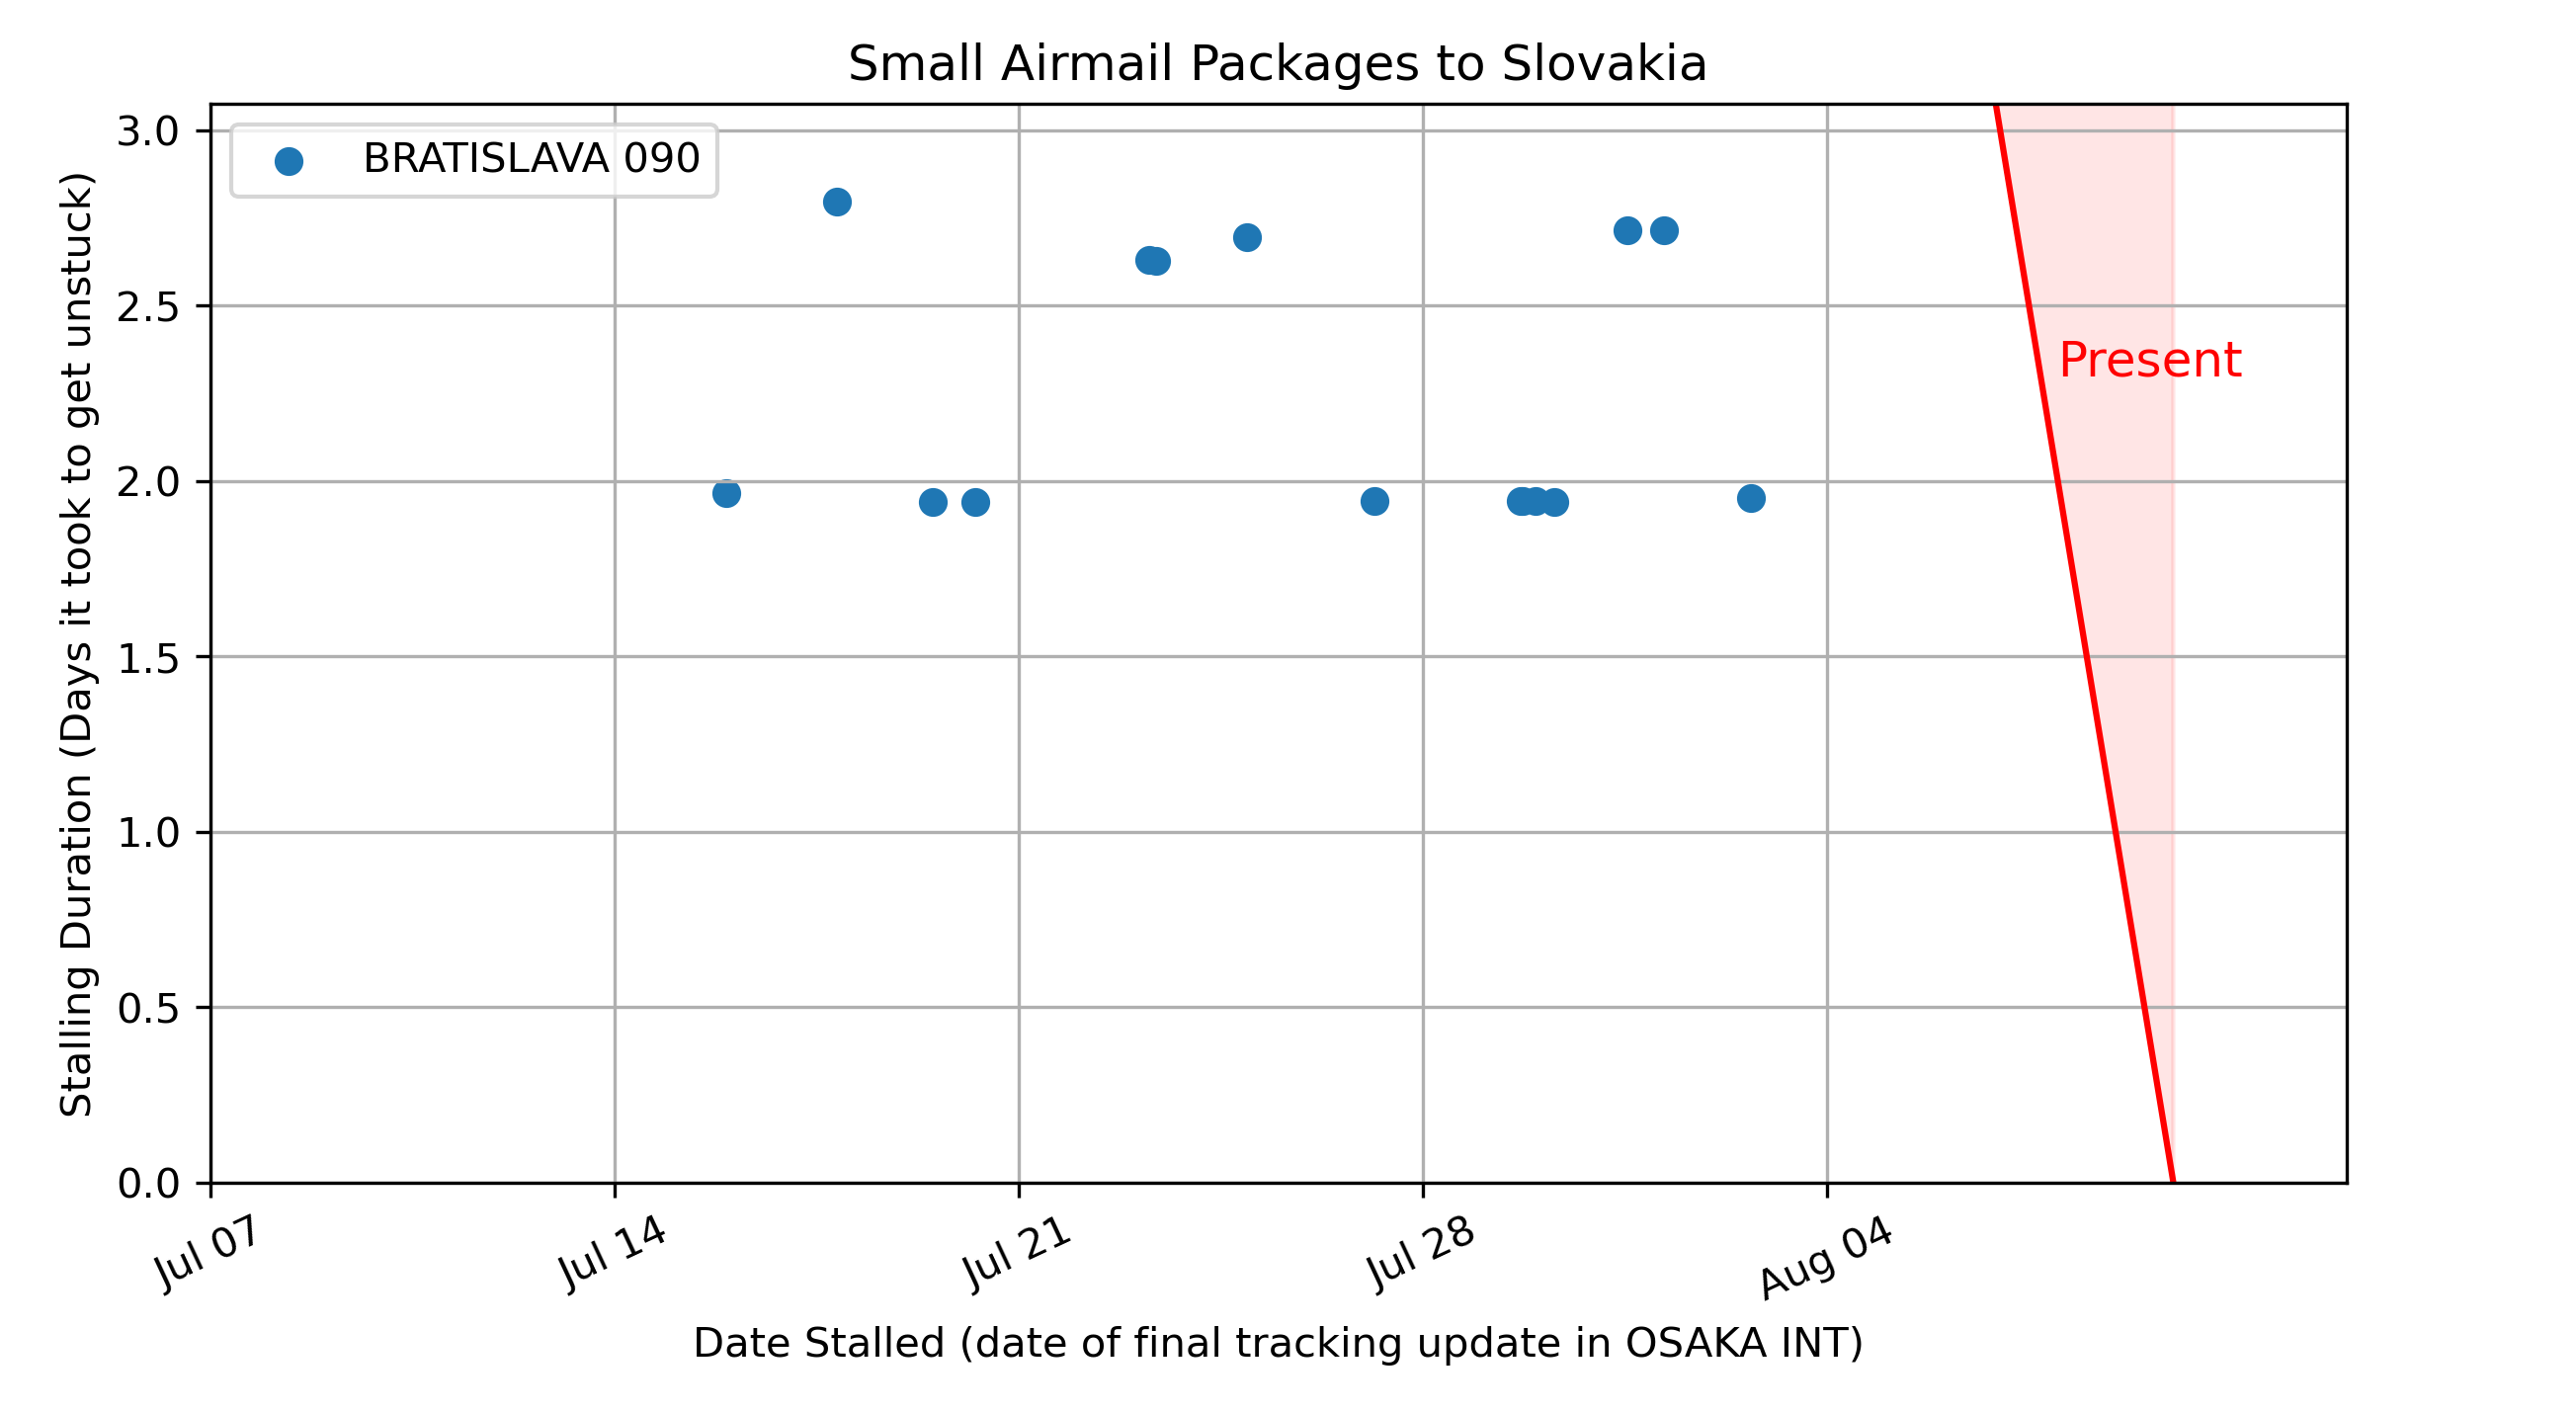 Small Airmail Packages to Slovakia
BRATISLAVA 090
Present
Stalling Duration (Days it took to get unstuck)
3.0
2.5
2.0
1.5
1.0
0.5
0.0
Jul 07
Jul 14
Jul 21
Jul 28
Aug 04
Date Stalled (date of final tracking update in OSAKA INT)